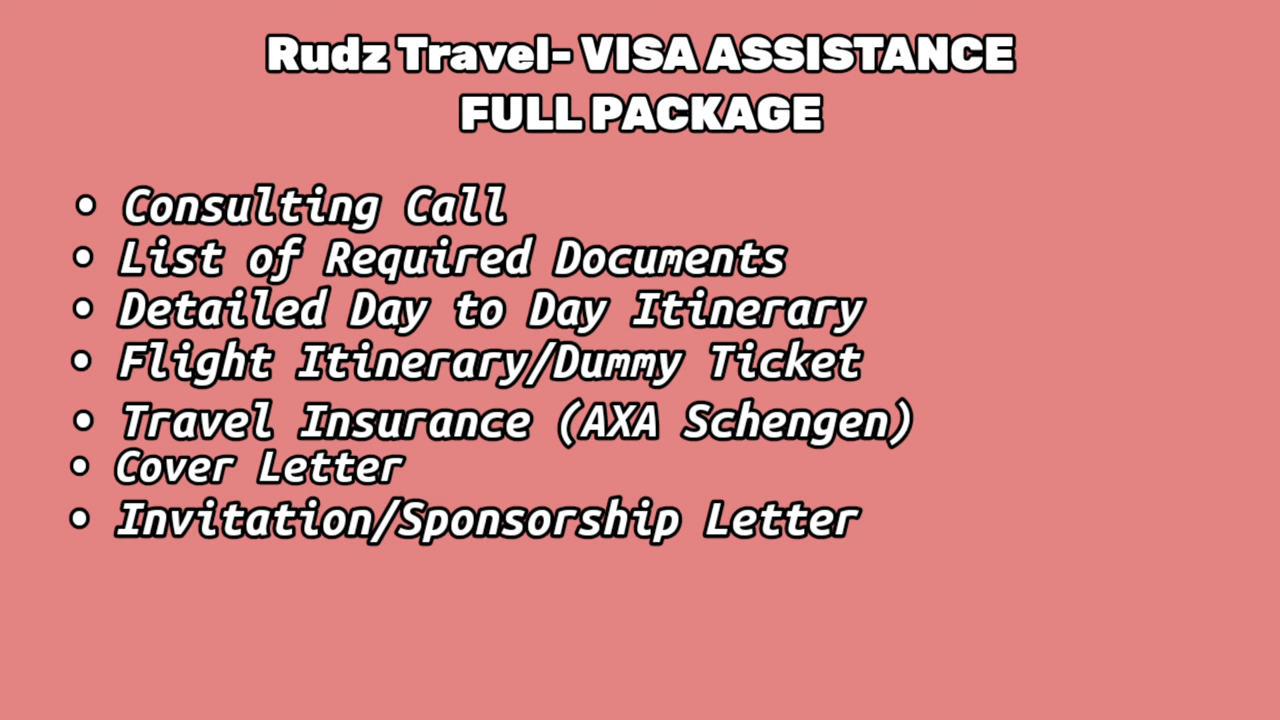 Rudz Travel- VISA ASSISTANCE
FULL PACKAGE
• Consulting Call
• List of Required Documents
• Detailed Day to Day Itinerary
• Flight Itinerary/Dummy Ticket
• Travel Insurance (AXA Schengen)
• Cover Letter
• Invitation/Sponsorship Letter